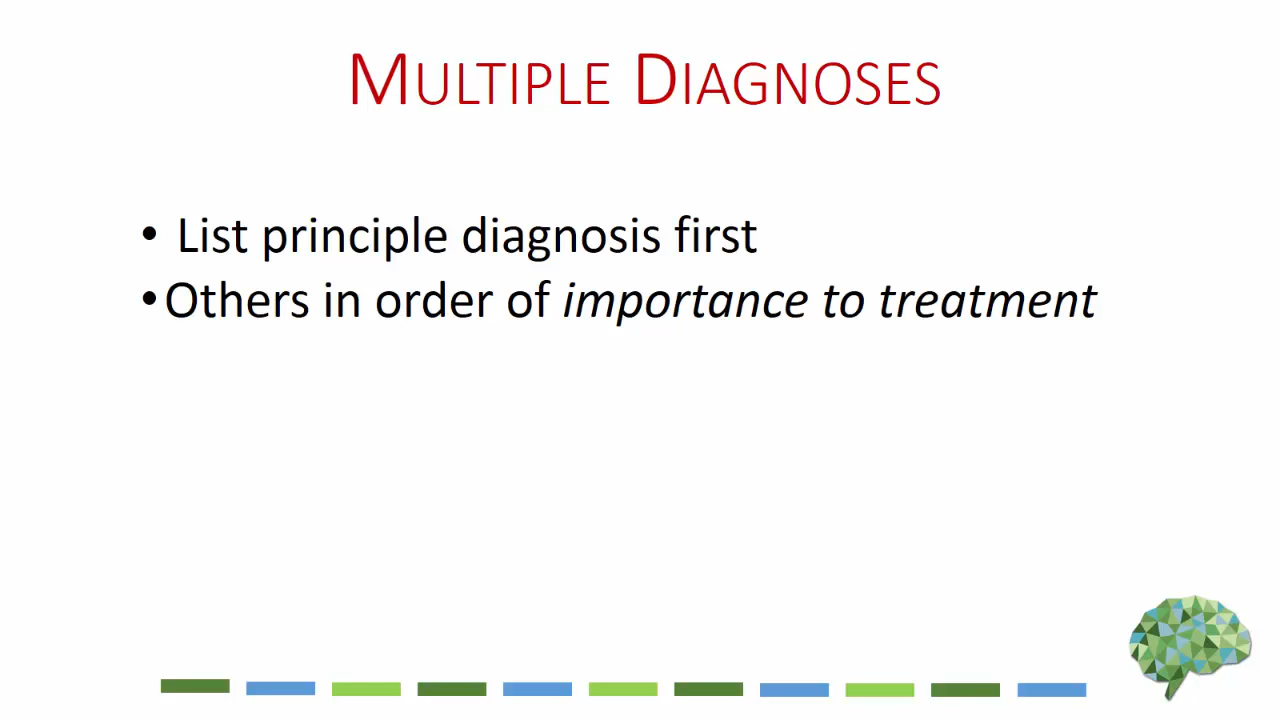 MULTIPLE DIAGNOSES
• List principle diagnosis first
• Others in order of importance to treatment